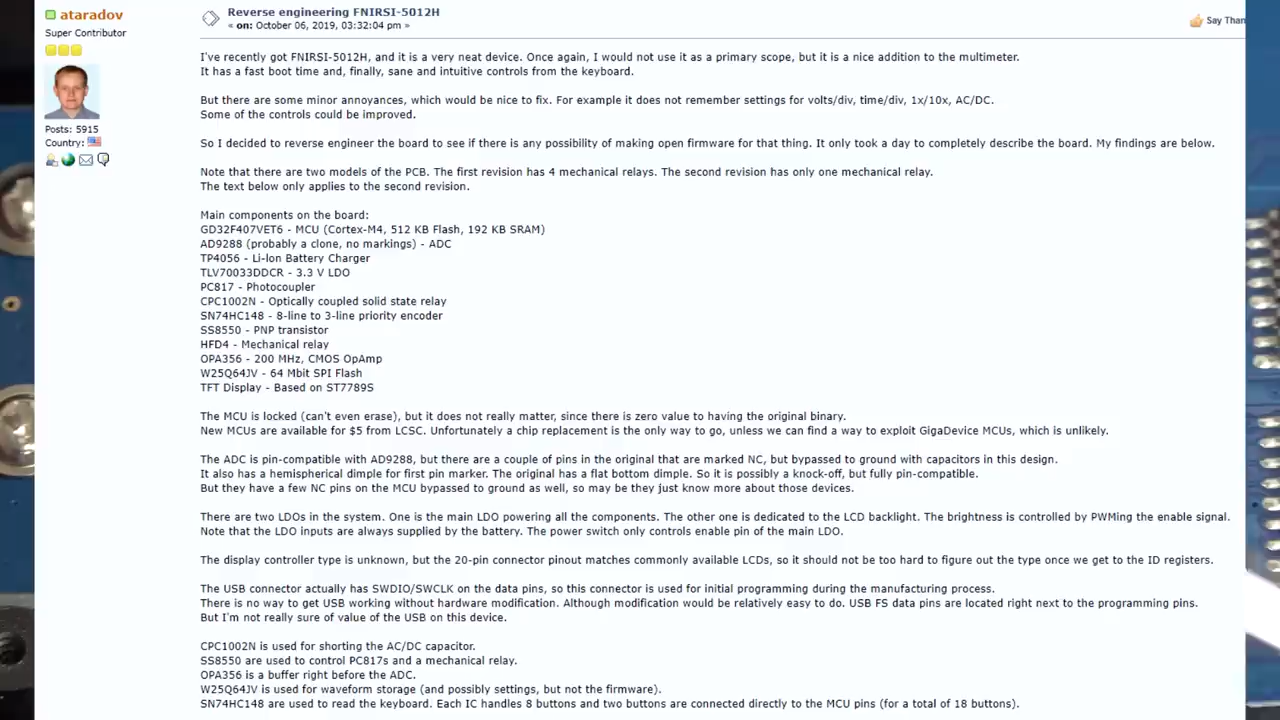 ataradov
Super Contributor
Posts: 5915
Country:
Reverse engineering FNIRSI-5012H
« on: October 06, 2019, 03:32:04 pm »
Say Than
I've recently got FNIRSI-5012H, and it is a very neat device. Once again, I would not use it as a primary scope, but it is a nice addition to the multimeter.
It has a fast boot time and, finally, sane and intuitive controls from the keyboard.
But there are some minor annoyances, which would be nice to fix. For example it does not remember settings for volts/div, time/div, 1x/10x, AC/DC.
Some of the controls could be improved.
So I decided to reverse engineer the board to see if there is any possibility of making open firmware for that thing. It only took a day to completely describe the board. My findings are below.
Note that there are two models of the PCB. The first revision has 4 mechanical relays. The second revision has only one mechanical relay.
The text below only applies to the second revision.
Main components on the board:
GD32F407VET6 - MCU (Cortex-M4, 512 KB Flash, 192 KB SRAM)
AD9288 (probably a clone, no markings) - ADC
TP4056 - Li-Ion Battery Charger
TLV70033DDCR - 3.3 V LDO
PC817 - Photocoupler
CPC1002N - Optically coupled solid state relay
SN74HC148 - 8-line to 3-line priority encoder
SS8550 - PNP transistor
HFD4 - Mechanical relay
OPA356 - 200 MHz, CMOS OpAmp
W25Q64JV - 64 Mbit SPI Flash
TFT Display - Based on ST7789S
The MCU is locked (can't even erase), but it does not really matter, since there is zero value to having the original binary.
New MCUs are available for $5 from LCSC. Unfortunately a chip replacement is the only way to go, unless we can find a way to exploit GigaDevice MCUs, which is unlikely.
The ADC is pin-compatible with AD9288, but there are a couple of pins in the original that are marked NC, but bypassed to ground with capacitors in this design.
It also has a hemispherical dimple for first pin marker. The original has a flat bottom dimple. So it is possibly a knock-off, but fully pin-compatible.
But they have a few NC pins on the MCU bypassed to ground as well, so may be they just know more about those devices.
There are two LDOs in the system. One is the main LDO powering all the components. The other one is dedicated to the LCD backlight. The brightness is controlled by PWMing the enable signal.
Note that the LDO inputs are always supplied by the battery. The power switch only controls enable pin of the main LDO.
The display controller type is unknown, but the 20-pin connector pinout matches commonly available LCDs, so it should not be too hard to figure out the type once we get to the ID registers.
The USB connector actually has SWDIO/SWCLK on the data pins, so this connector is used for initial programming during the manufacturing process.
There is no way to get USB working without hardware modification. Although modification would be relatively easy to do. USB FS data pins are located right next to the programming pins.
But I'm not really sure of value of the USB on this device.
CPC1002N is used for shorting the AC/DC capacitor.
SS8550 are used to control PC817s and a mechanical relay.
OPA356 is a buffer right before the ADC.
W25Q64JV is used for waveform storage (and possibly settings, but not the firmware).
SN74HC148 are used to read the keyboard. Each IC handles 8 buttons and two buttons are connected directly to the MCU pins (for a total of 18 buttons).